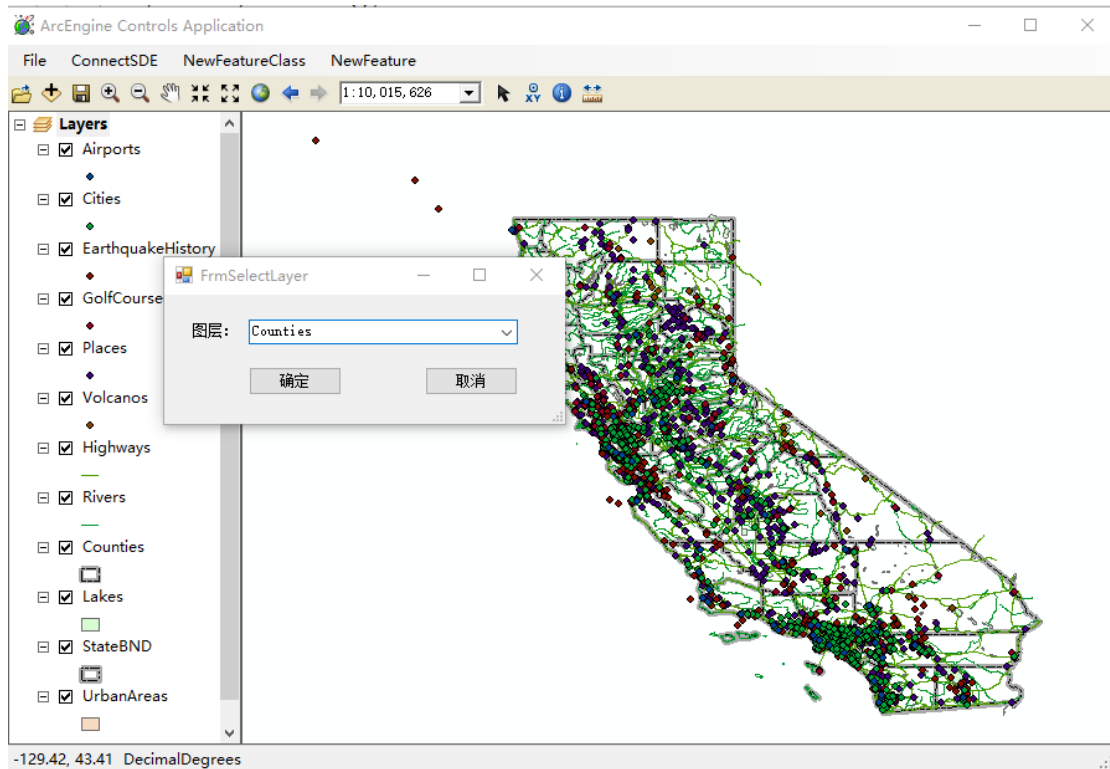 ArcEngine Controls Application
File ConnectSDE NewFeatureClass NewFeature
1:10,015,626
XY
Layers
Airports
Cities
EarthquakeHistory
GolfCourse
Places
Volcanos
Highways
Rivers
Counties
Lakes
StateBND
UrbanAreas
FrmSelectLayer
图层: Counties
确定 取消
-129.42, 43.41 DecimalDegrees